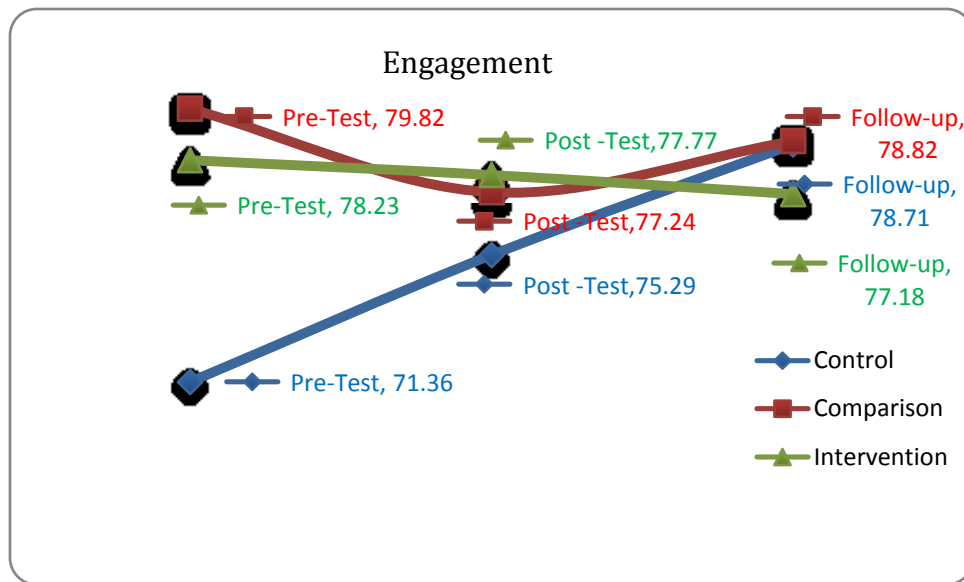 Engagement
Pre-Test, 79.82
Post -Test,77.77
Follow-up,
78.82
Pre-Test, 78.23
Post -Test,77.24
Follow-up,
78.71
Post -Test,75.29
Follow-up,
77.18
Pre-Test, 71.36
Control
Comparison
Intervention